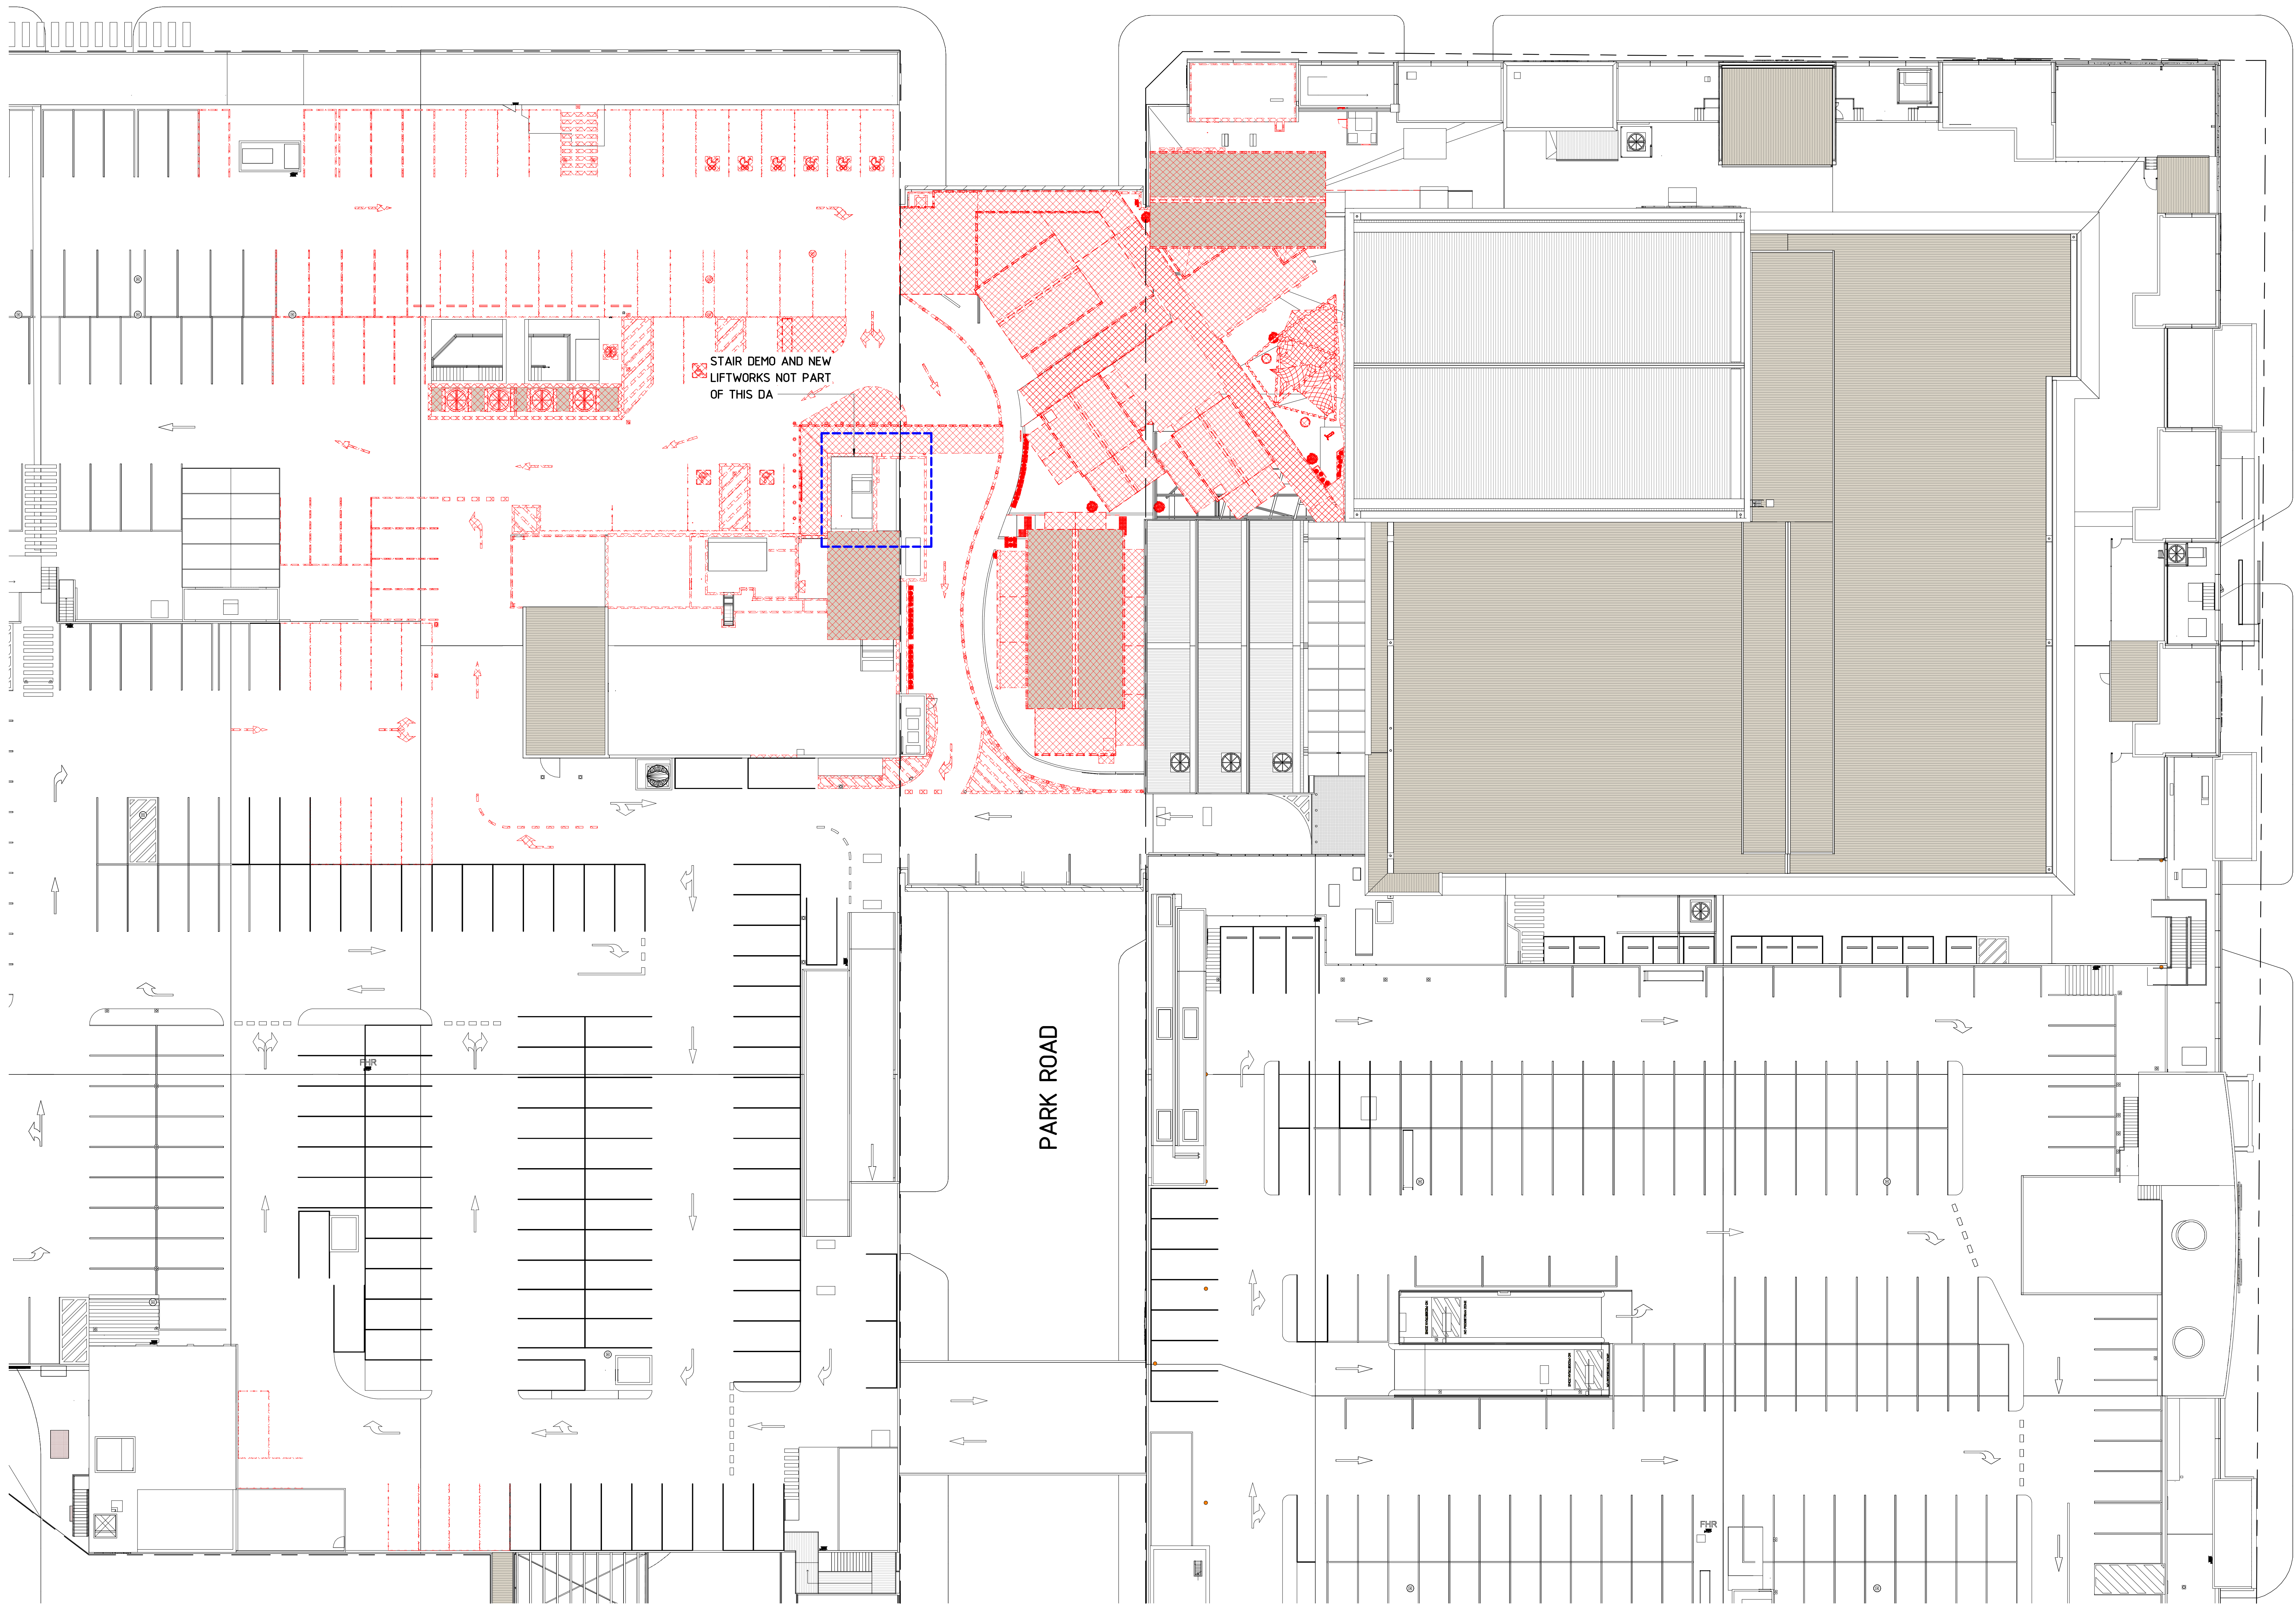 STAIR DEMO AND NEW
LIFTWORKS NOT PART
OF THIS DA
PARK ROAD
FHR
FHR